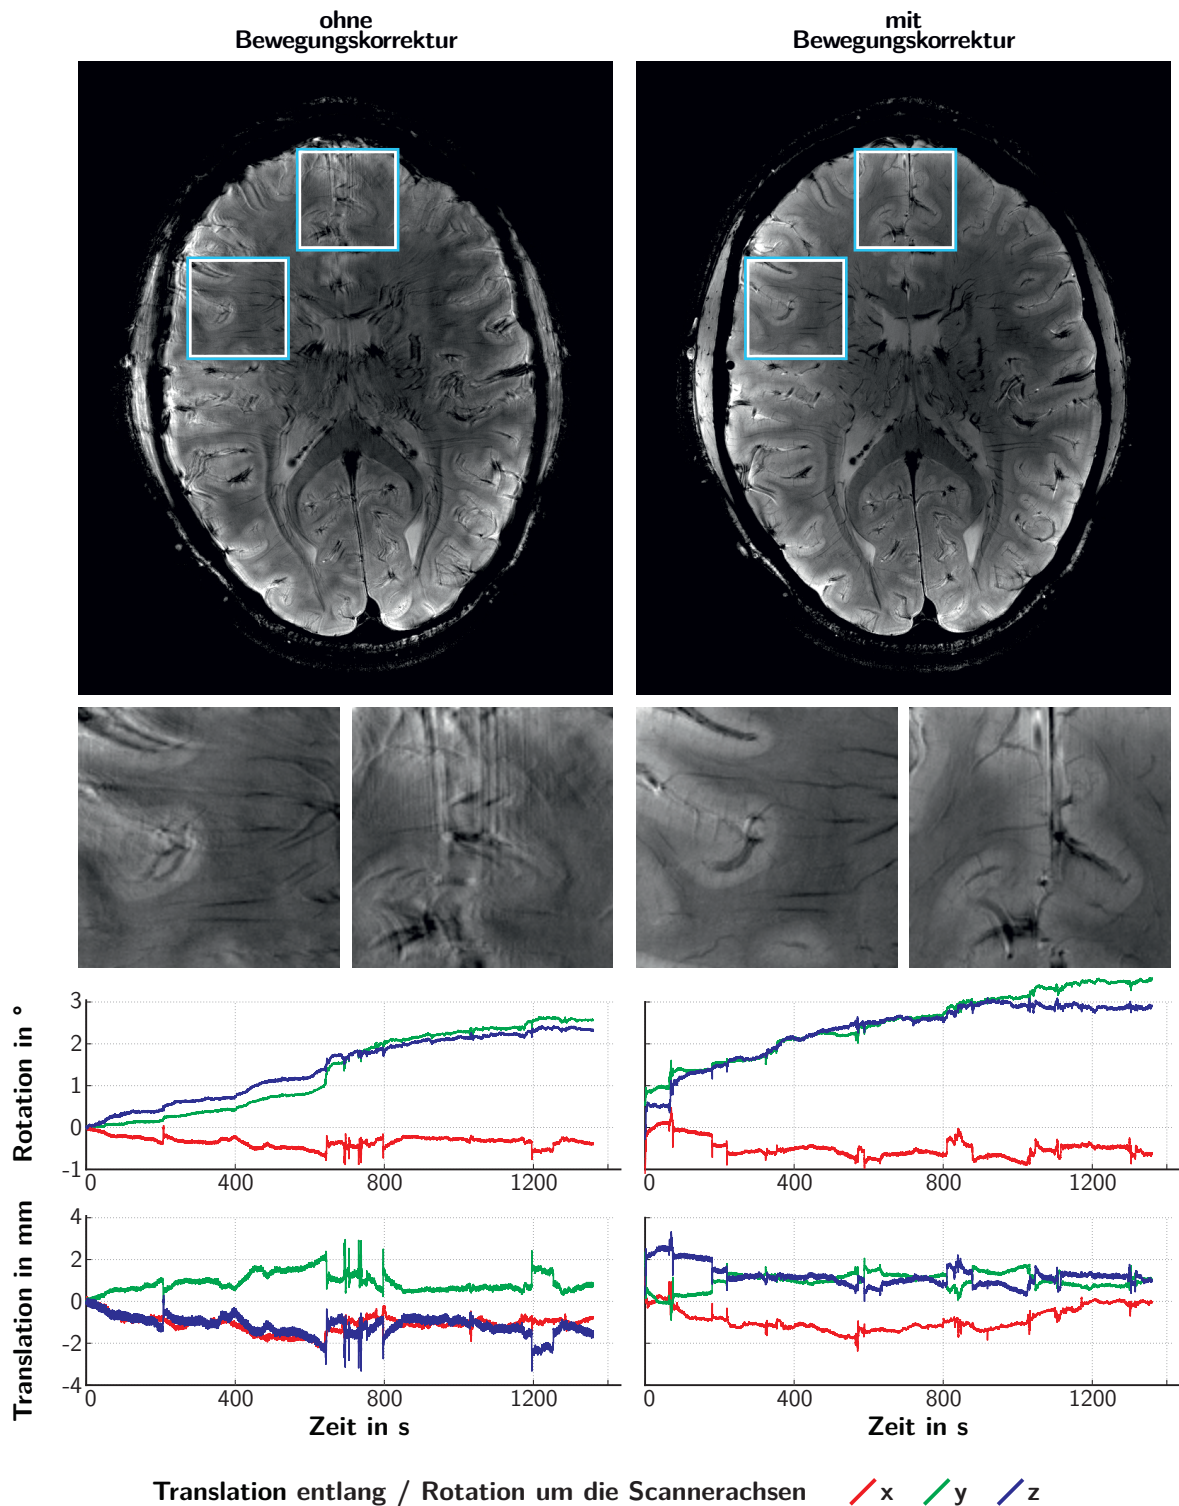 ohne
Bewegungskorrektur
mit
Bewegungskorrektur
Rotation in °
3
2
1
0
-1
0
400
800
1200
0
400
800
1200
Translation in mm
4
2
0
-2
-4
0
400
800
1200
Zeit in s
0
400
800
1200
Zeit in s
Translation entlang / Rotation um die Scannerachsen
x
y
z